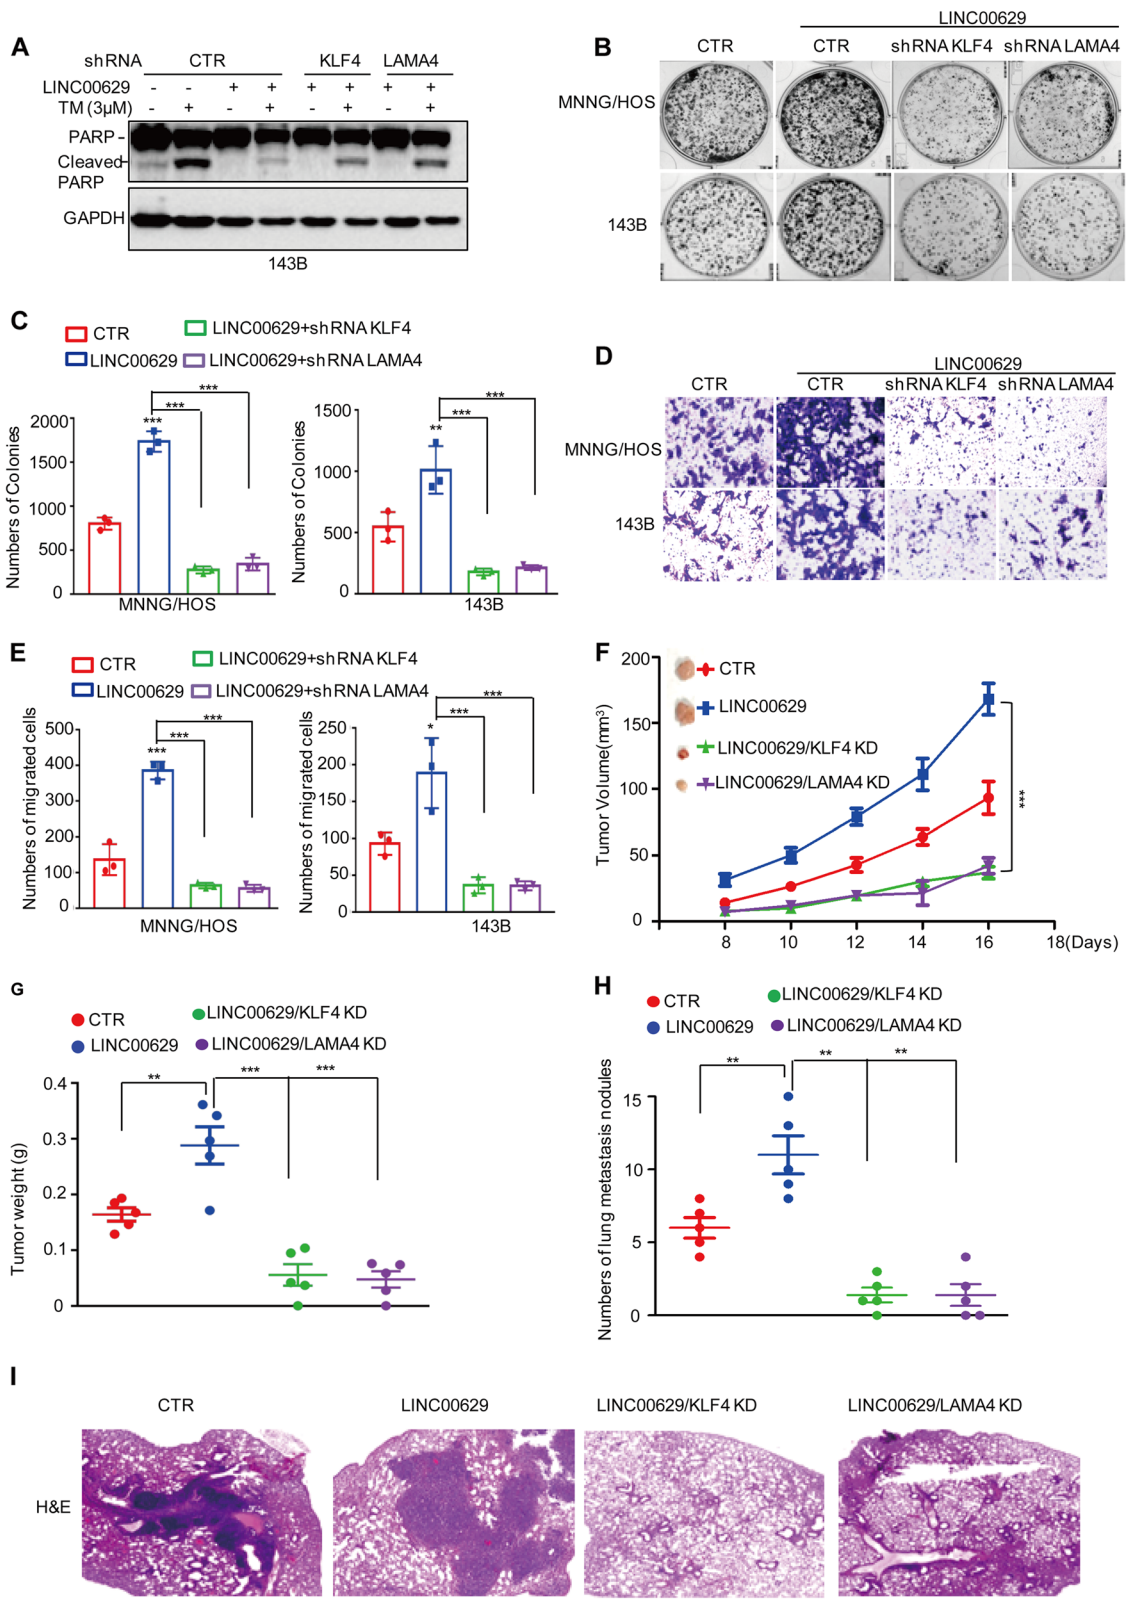 A
shRNA CTR KLF4 LAMA4
LINC00629 - - + + + + + +
TM (3μM) - + - + - + - +
PARP
Cleaved
PARP
GAPDH
143B
B
LINC00629
CTR CTR shRNA KLF4 shRNA LAMA4
MNNG/HOS
143B
C
CTR
LINC00629+shRNA KLF4
LINC00629
LINC00629+shRNA LAMA4
Numbers of Colonies
2000
1500
1000
500
0
***
***
***
MNNG/HOS
Numbers of Colonies
1500
1000
500
0
***
***
**
143B
D
LINC00629
CTR CTR shRNA KLF4 shRNA LAMA4
MNNG/HOS
143B
E
CTR
LINC00629+shRNA KLF4
LINC00629
LINC00629+shRNA LAMA4
Numbers of migrated cells
500
400
300
200
100
0
***
***
***
MNNG/HOS
Numbers of migrated cells
250
200
150
100
50
0
***
***
*
143B
F
Tumor Volume(mm³)
200
150
100
50
0
CTR
LINC00629
LINC00629/KLF4 KD
LINC00629/LAMA4 KD
***
8 10 12 14 16 18(Days)
G
CTR
LINC00629/KLF4 KD
LINC00629
LINC00629/LAMA4 KD
Tumor weight (g)
0.4
0.3
0.2
0.1
0
** *** ***
H
CTR
LINC00629/KLF4 KD
LINC00629
LINC00629/LAMA4 KD
Numbers of lung metastasis nodules
15
10
5
0
** ** **
I
CTR LINC00629 LINC00629/KLF4 KD LINC00629/LAMA4 KD
H&E